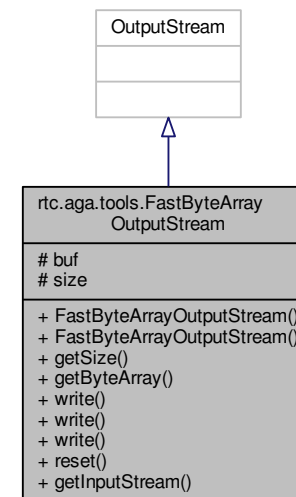 OutputStream
rtc.aga.tools.FastByteArray
OutputStream
# buf
# size
+ FastByteArrayOutputStream()
+ FastByteArrayOutputStream()
+ getSize()
+ getByteArray()
+ write()
+ write()
+ write()
+ reset()
+ getInputStream()